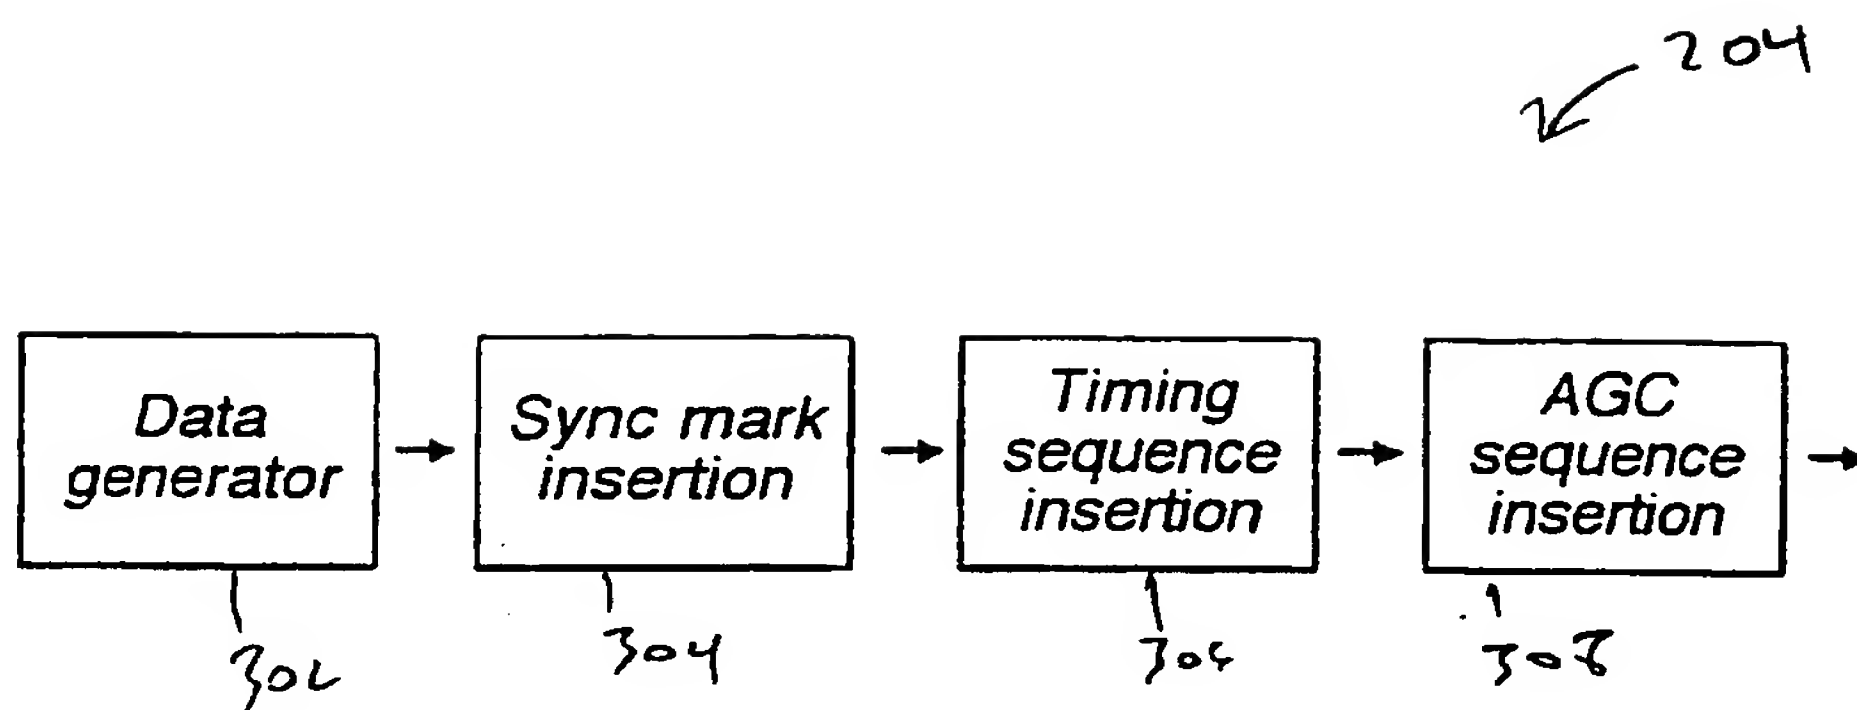 204
Data
generator
Sync mark
insertion
Timing
sequence
insertion
AGC
sequence
insertion
302
304
306
308